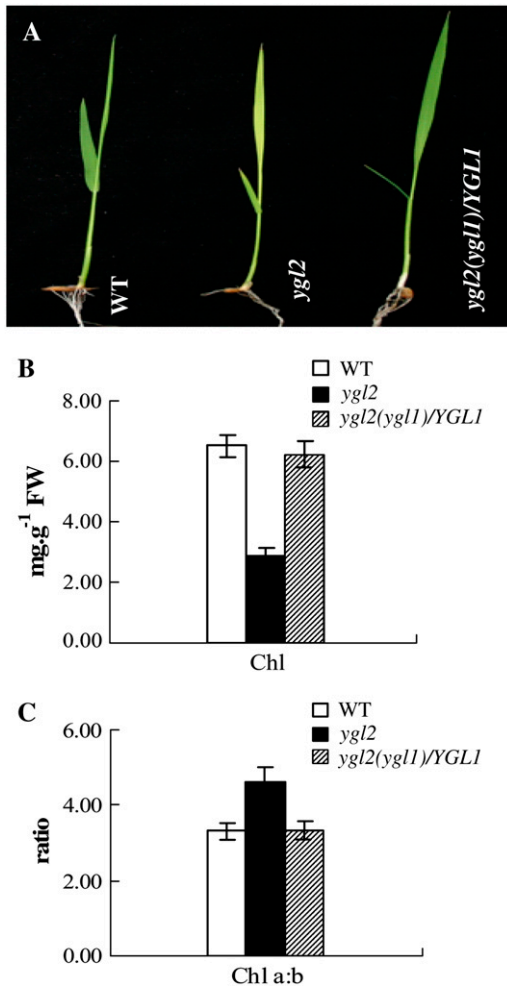 A
WT
ygl2
ygl2(ygl1)/YGL1
B
WT
ygl2
ygl2(ygl1)/YGL1
8.00
6.00
4.00
2.00
0.00
mg.g⁻¹ FW
Chl
C
WT
ygl2
ygl2(ygl1)/YGL1
6.00
4.00
2.00
0.00
ratio
Chl a:b